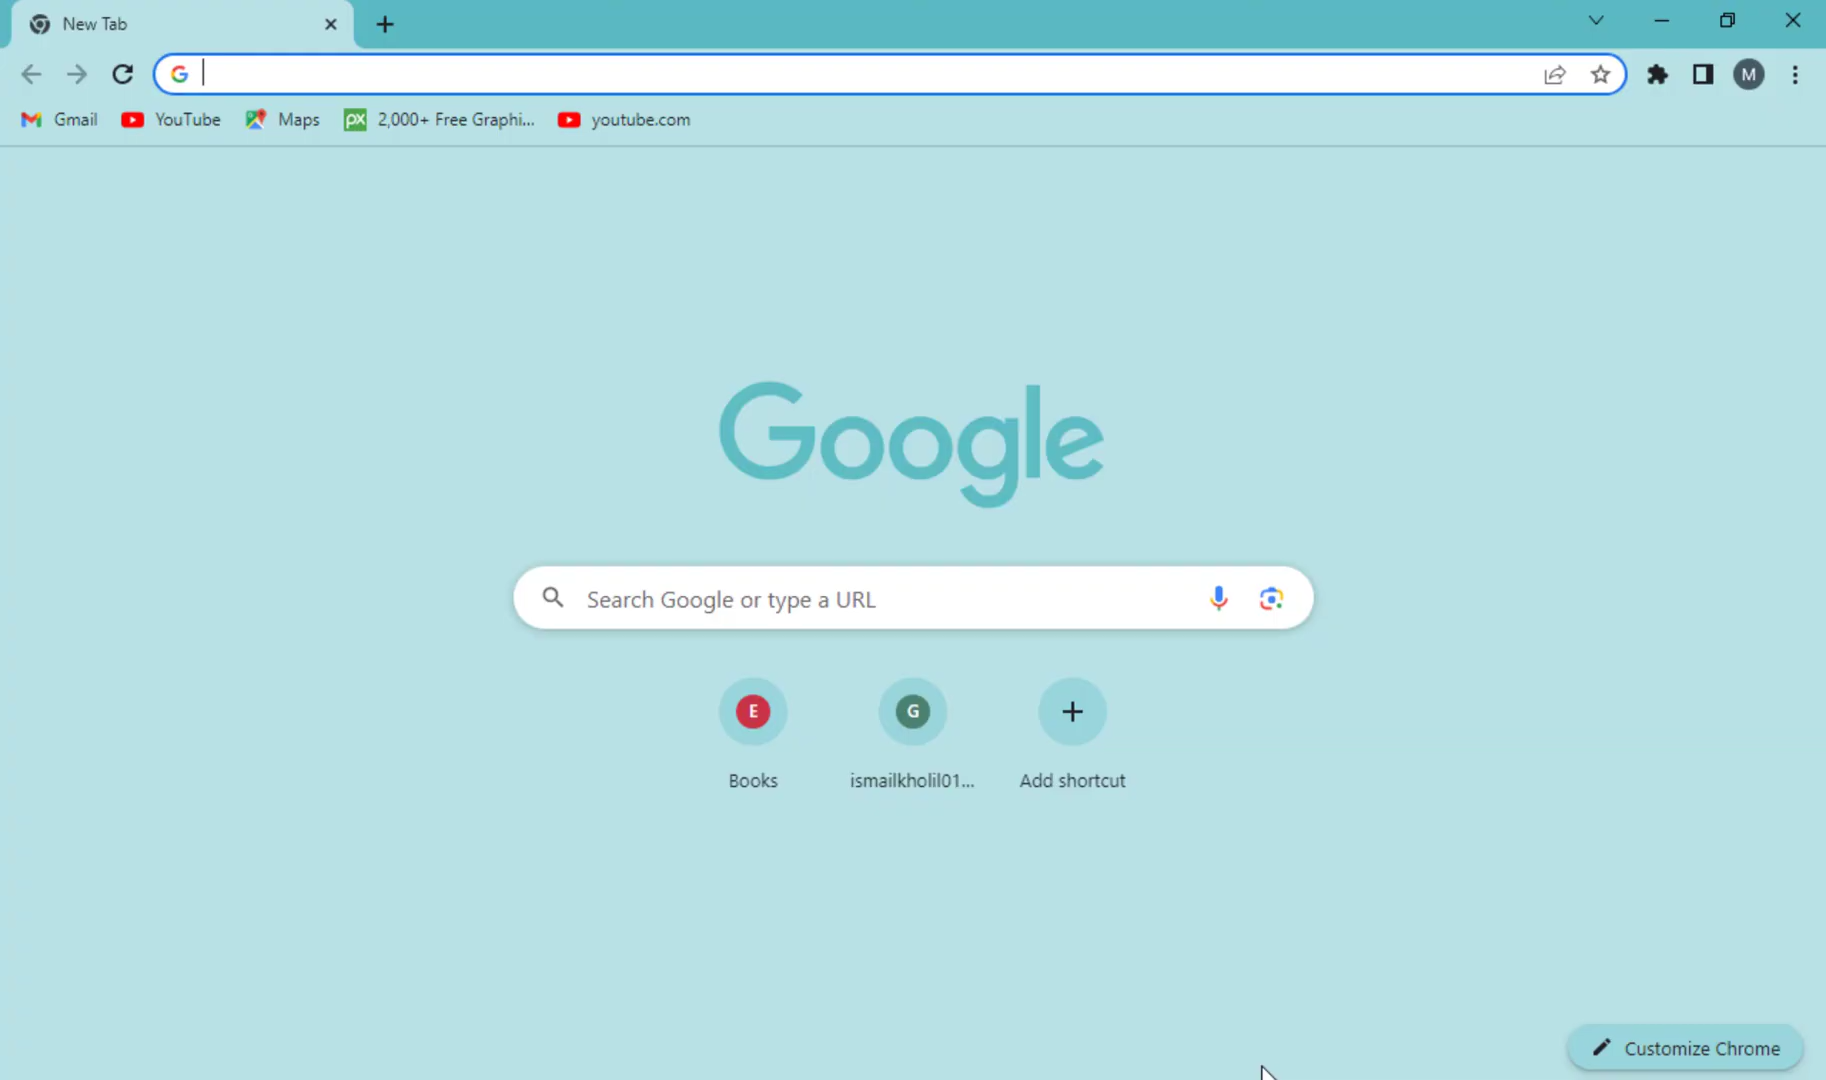 New Tab
M
Gmail YouTube Maps px 2,000+ Free Graphi... youtube.com
Google
Search Google or type a URL
E G
Books ismailkholil01... Add shortcut
Customize Chrome